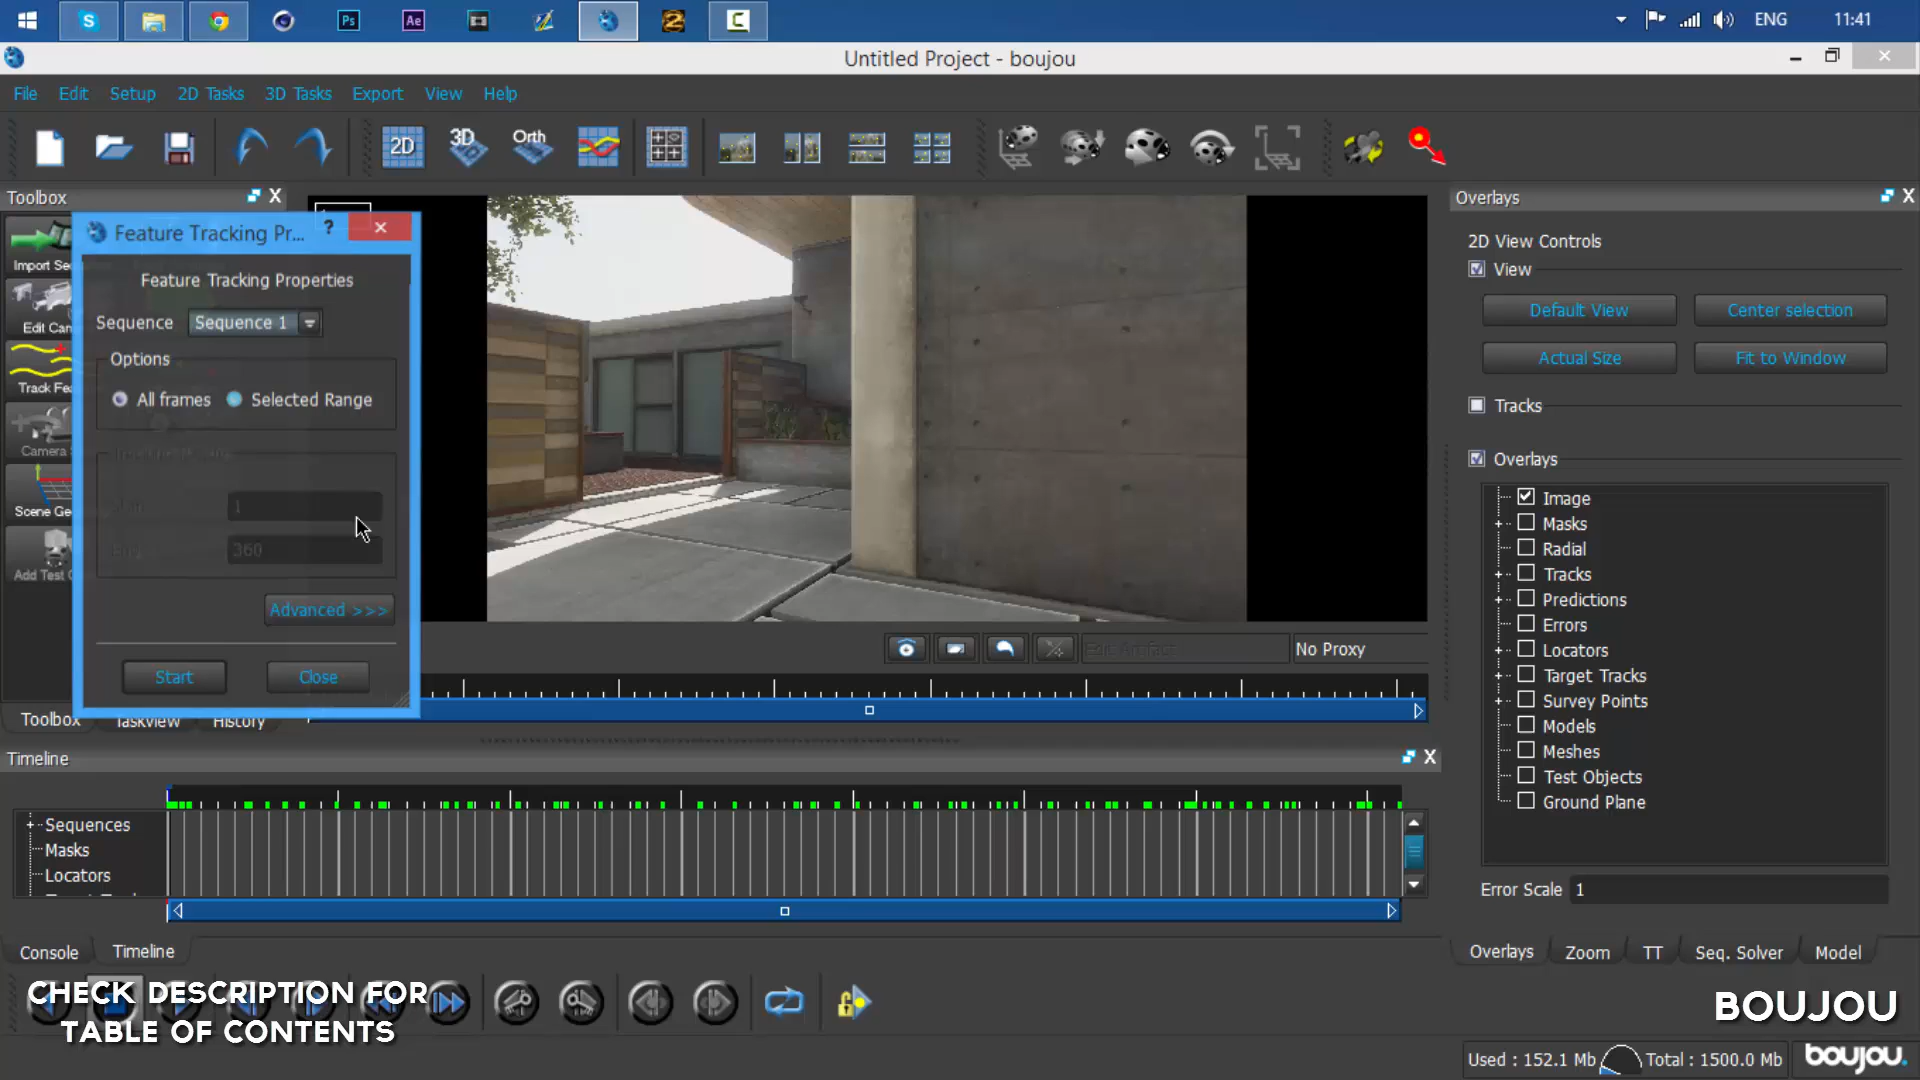 Ps
Ae
2
C
ENG
11:41
Untitled Project - boujou
File Edit Setup 2D Tasks 3D Tasks Export View Help
2D 3D Orth
Toolbox X
Feature Tracking Pr... ?
Feature Tracking Properties
Sequence Sequence 1
Options
All frames Selected Range
1
360
Advanced >>>
Start Close
Import Se
Edit Can
Track Fea
Camera
Scene Ge
Add Test
Toolbox Taskview History
No Proxy
Overlays X
2D View Controls
View
Default View Center selection
Actual Size Fit to Window
Tracks
Overlays
Image
Masks
Radial
Tracks
Predictions
Errors
Locators
Target Tracks
Survey Points
Models
Meshes
Test Objects
Ground Plane
Error Scale 1
Overlays Zoom TT Seq. Solver Model
Timeline X
Sequences
Masks
Locators
Console Timeline
CHECK DESCRIPTION FOR
TABLE OF CONTENTS
BOUJOU
Used : 152.1 Mb Total : 1500.0 Mb
boujou.